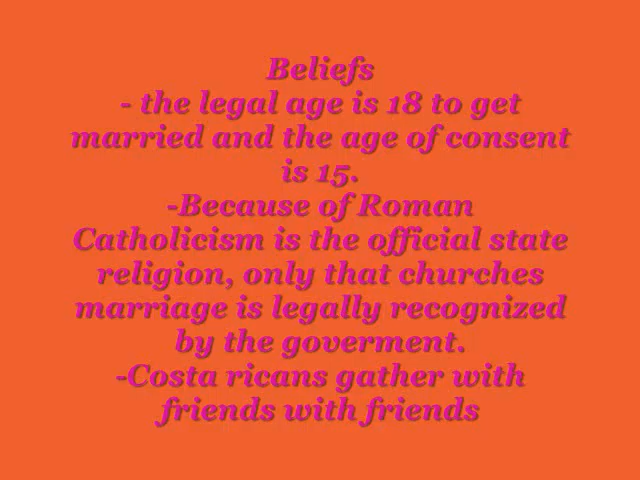 Beliefs
- the legal age is 18 to get
married and the age of consent
is 15.
-Because of Roman
Catholicism is the official state
religion, only that churches
marriage is legally recognized
by the goverment.
-Costa ricans gather with
friends with friends